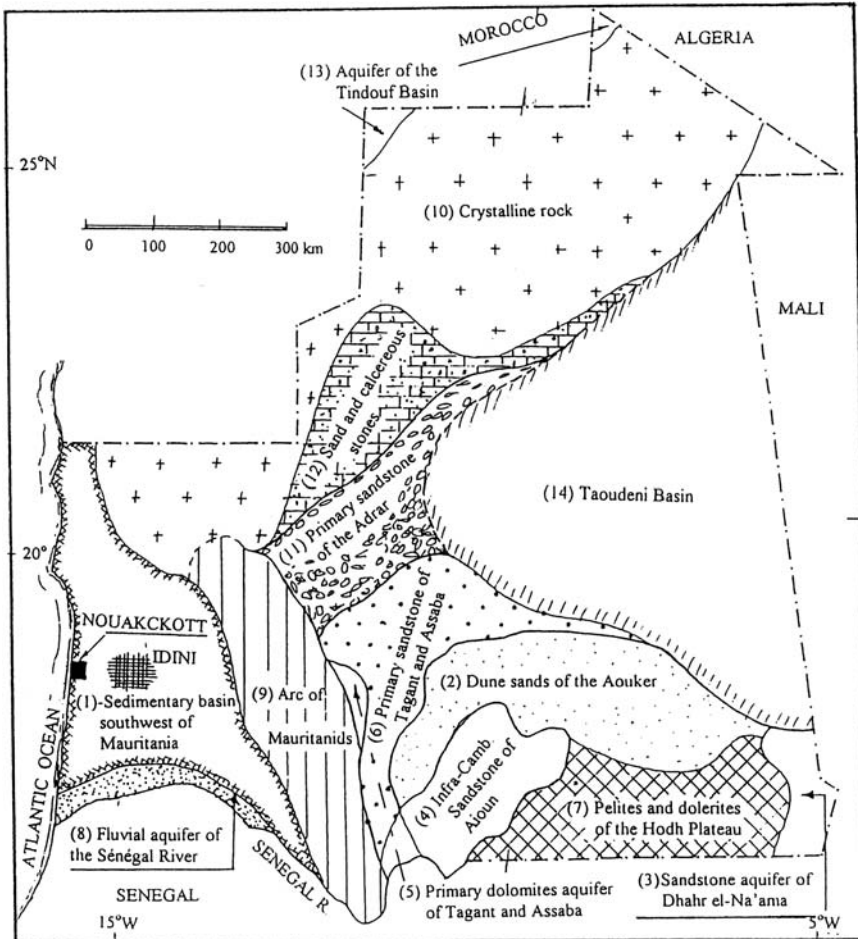 MOROCCO
ALGERIA
(13) Aquifer of the
Tindouf Basin
25°N
(10) Crystalline rock
0 100 200 300 km
MALI
(12) Sand and calcereous
stones
(11) Primary sandstone
of the Adrar
(14) Taoudeni Basin
20°
NOUAKCKOTT
IDINI
(1)-Sedimentary basin
southwest of
Mauritania
(9) Arc of
Mauritanids
(6) Primary sandstone of
Tagant and Assaba
(2) Dune sands of the Aouker
(4) Infra-Camb
Sandstone of
Aioun
(7) Pelites and dolerites
of the Hodh Plateau
ATLANTIC OCEAN
(8) Fluvial aquifer of
the Sénégal River
SENEGAL R.
(5) Primary dolomites aquifer
of Tagant and Assaba
(3)Sandstone aquifer of
Dhahr el-Na'ama
SENEGAL
15°W
5°W